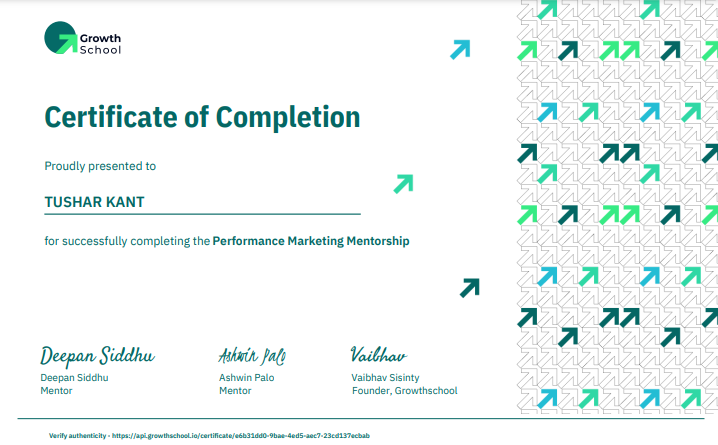 Growth
School
Certificate of Completion
Proudly presented to
TUSHAR KANT
for successfully completing the Performance Marketing Mentorship
Deepan Siddhu
Ashwin Palo
Vaibhav
Deepan Siddhu
Mentor
Ashwin Palo
Mentor
Vaibhav Sisinty
Founder, Growthschool
Verify authenticity - https://api.growthschool.io/certificate/e6b31dd0-9bae-4ed5-aec7-23cd137ecbab